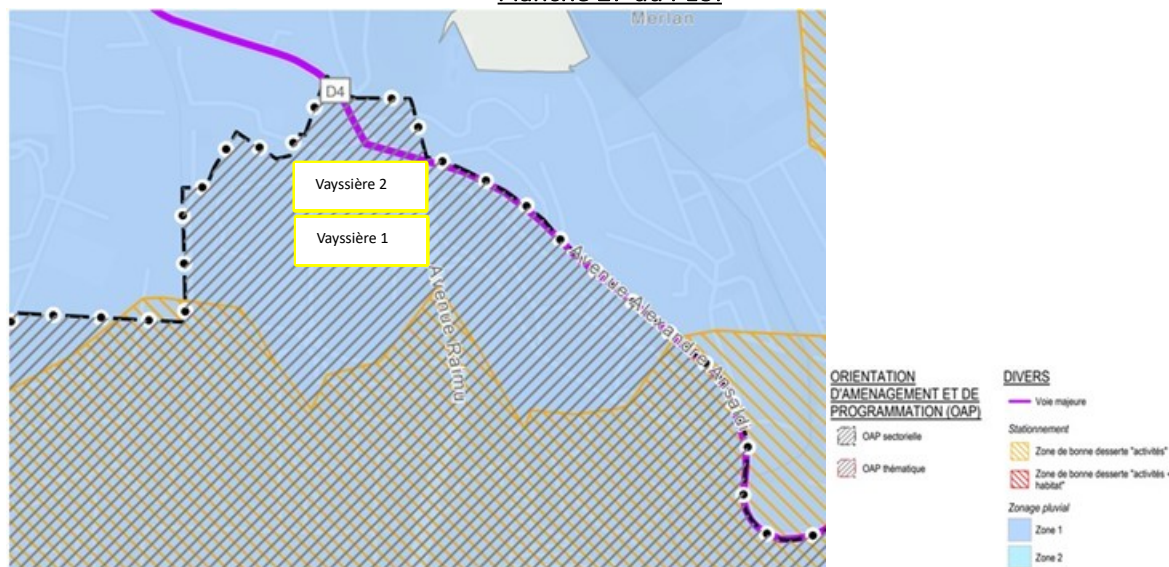 Planche 27 du PLUi
Merlan
D4
Vayssière 2
Vayssière 1
Avenue Raimu
Avenue Alexandre Ansaldi
ORIENTATION
D'AMENAGEMENT ET DE
PROGRAMMATION (OAP)
OAP sectorielle
OAP thématique
DIVERS
Voie majeure
Stationnement
Zone de bonne desserte "activités"
Zone de bonne desserte "activités +
habitat"
Zonage pluvial
Zone 1
Zone 2